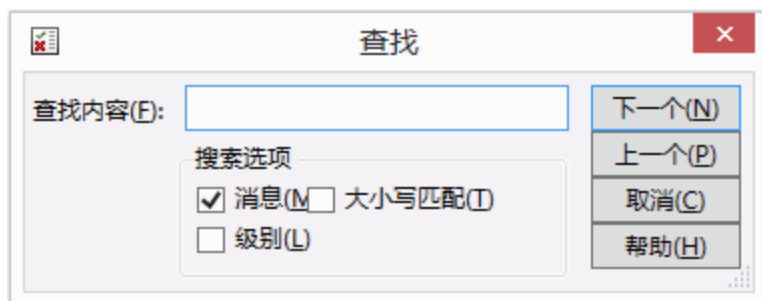 查找
查找内容(F):
下一个(N)
上一个(P)
搜索选项
消息(M
大小写匹配(T)
取消(C)
级别(L)
帮助(H)